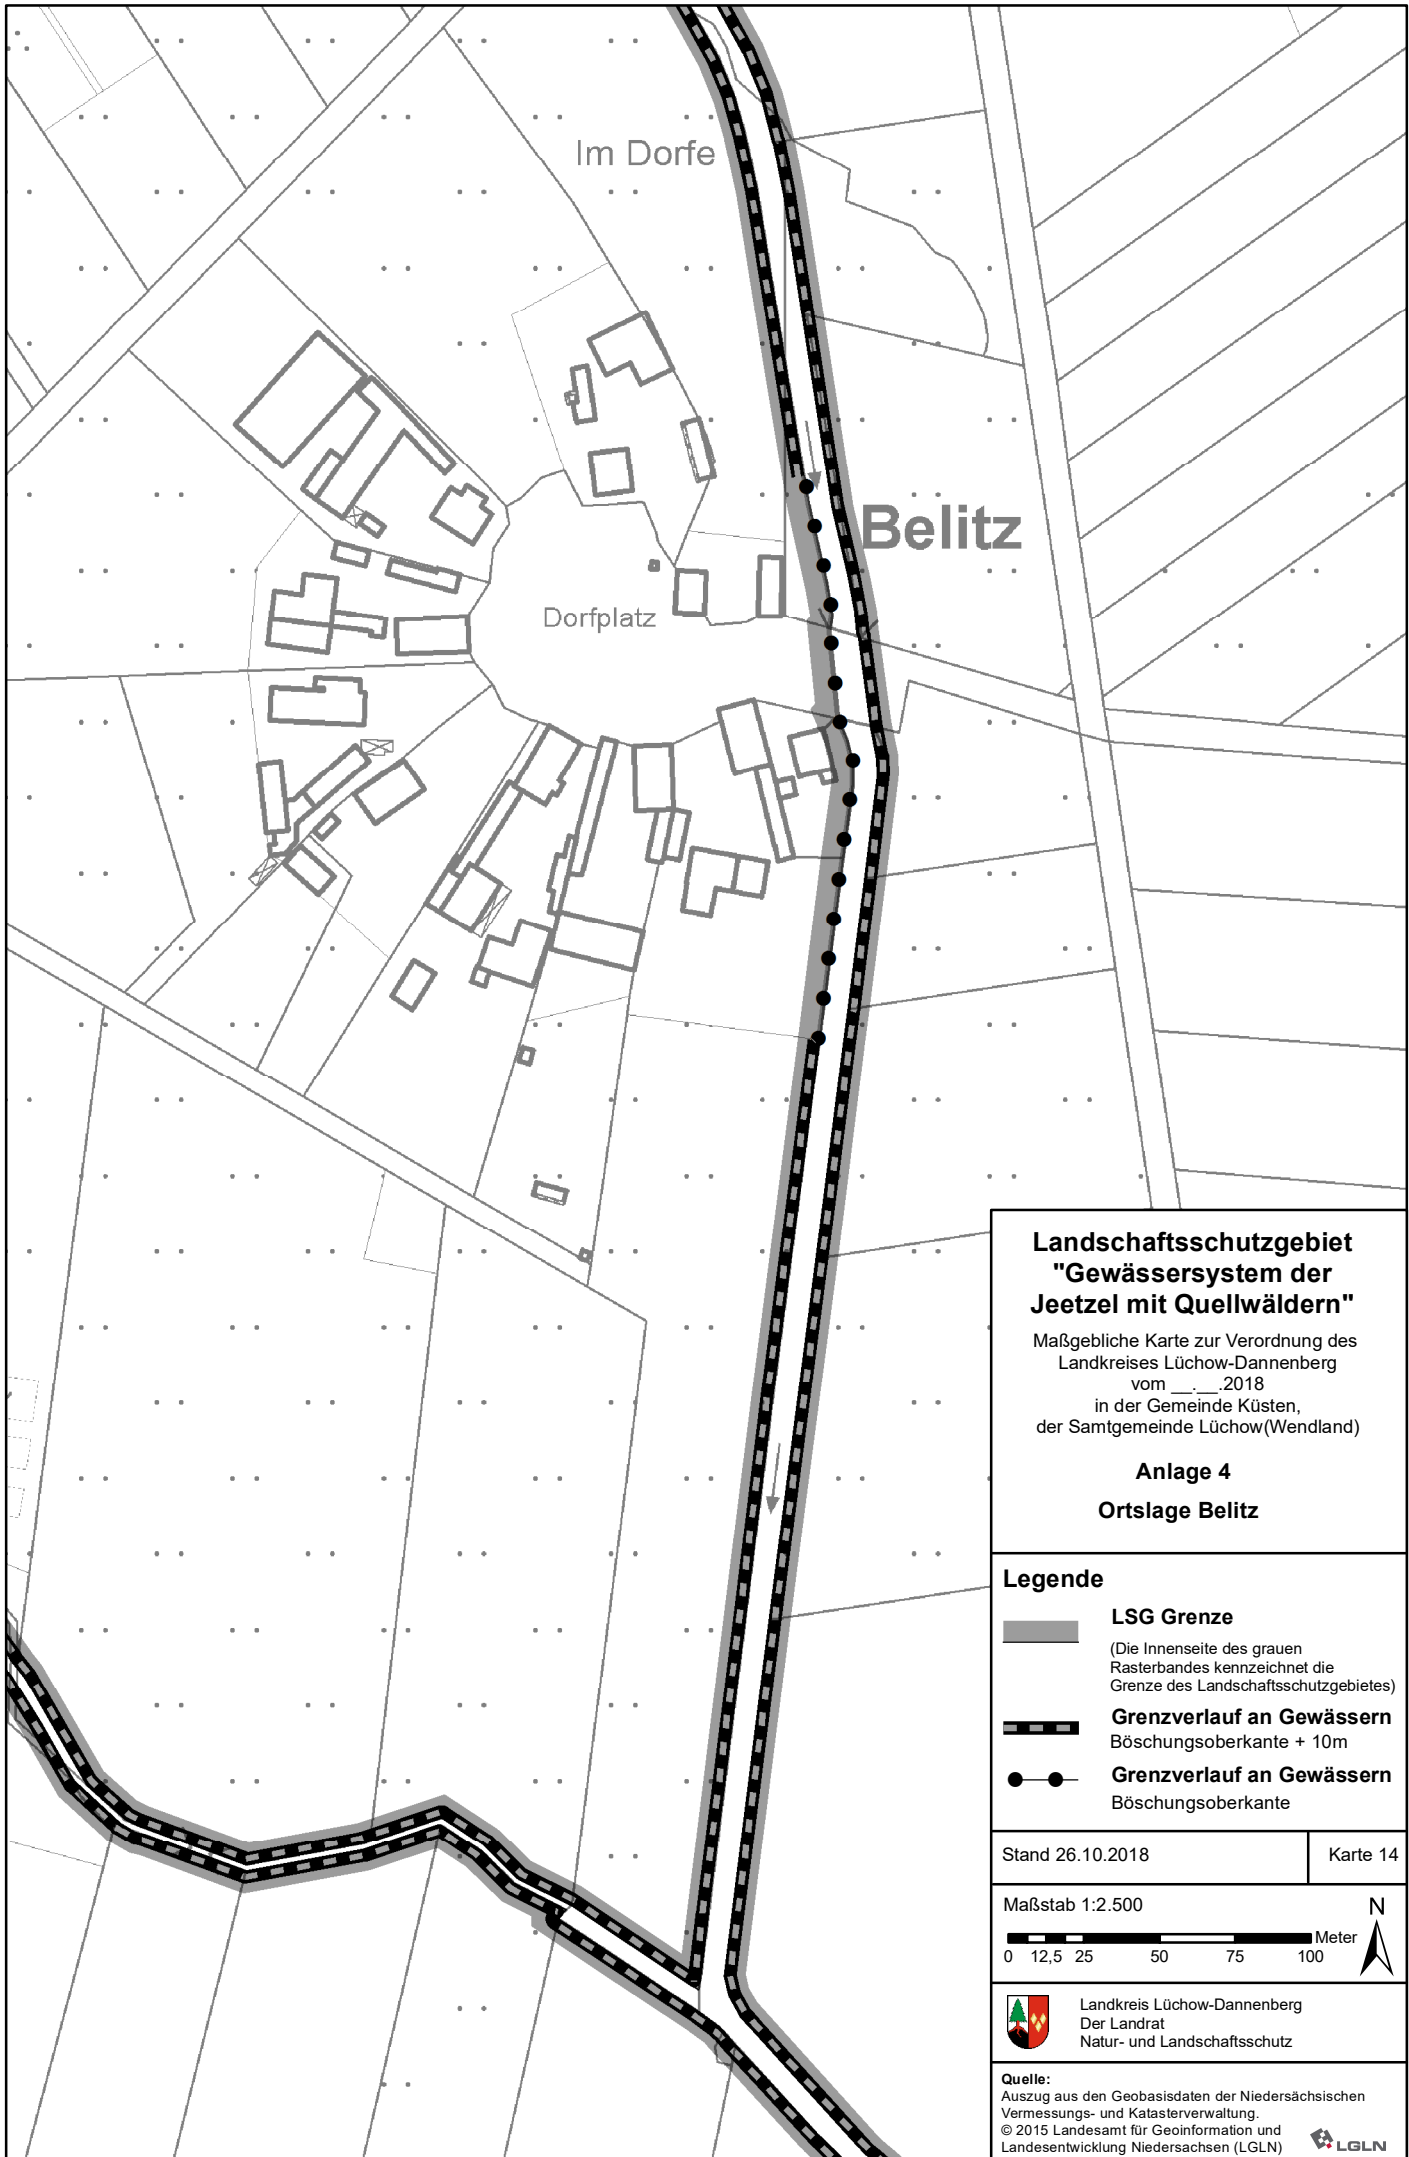 Im Dorfe
Belitz
Dorfplatz
Landschaftsschutzgebiet
"Gewässersystem der
Jeetzel mit Quellwäldern"
Maßgebliche Karte zur Verordnung des
Landkreises Lüchow-Dannenberg
vom __.__.2018
in der Gemeinde Küsten,
der Samtgemeinde Lüchow(Wendland)
Anlage 4
Ortslage Belitz
Legende
LSG Grenze
(Die Innenseite des grauen
Rasterbandes kennzeichnet die
Grenze des Landschaftsschutzgebietes)
Grenzverlauf an Gewässern
Böschungsoberkante + 10m
Grenzverlauf an Gewässern
Böschungsoberkante
Stand 26.10.2018 Karte 14
Maßstab 1:2.500
N
Meter
0 12,5 25 50 75 100
Landkreis Lüchow-Dannenberg
Der Landrat
Natur- und Landschaftsschutz
Quelle:
Auszug aus den Geobasisdaten der Niedersächsischen
Vermessungs- und Katasterverwaltung.
© 2015 Landesamt für Geoinformation und
Landesentwicklung Niedersachsen (LGLN)
LGLN